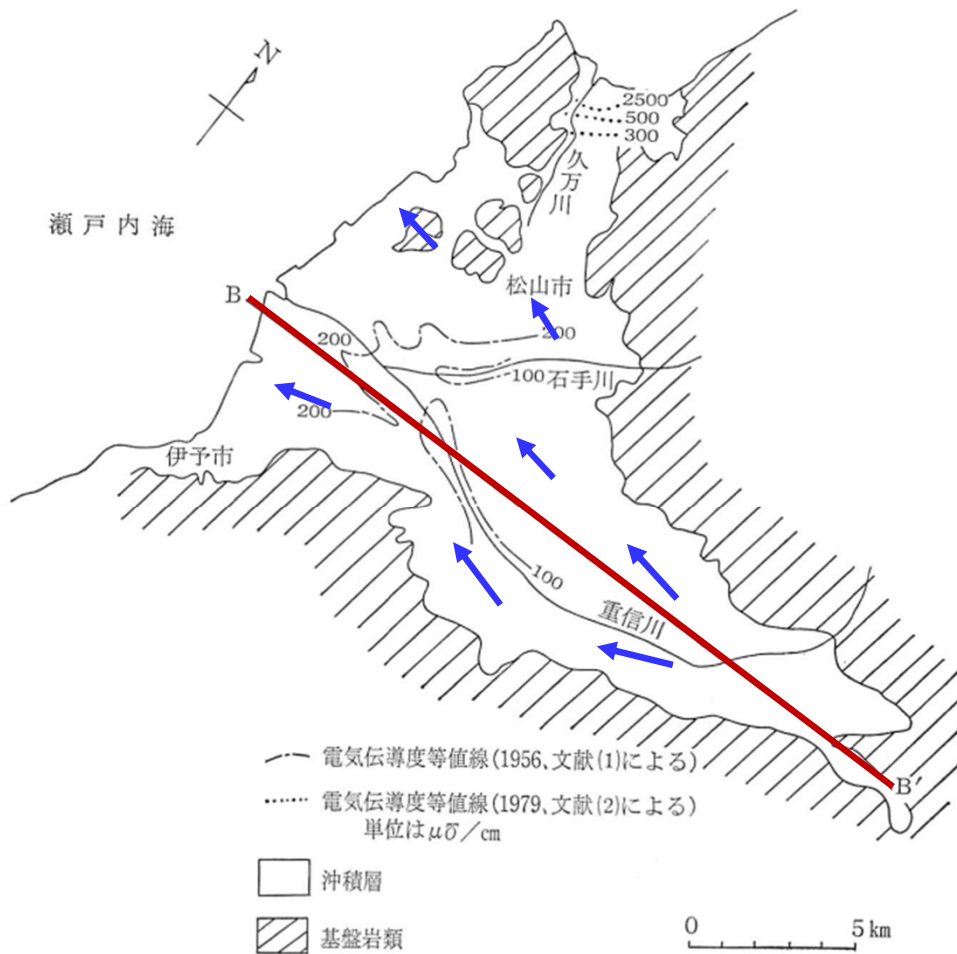 N
2500
500
300
久万川
瀬戸内海
松山市
B
200
200
100 石手川
200
伊予市
100
重信川
電気伝導度等値線(1956、文献(1)による)
B′
電気伝導度等値線(1979、文献(2)による)
単位はμ℧/cm
沖積層
基盤岩類
0 5km